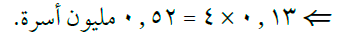 ⇐ ٠,١٣ × ٤ = ٠,٥٢ مليون أسرة.